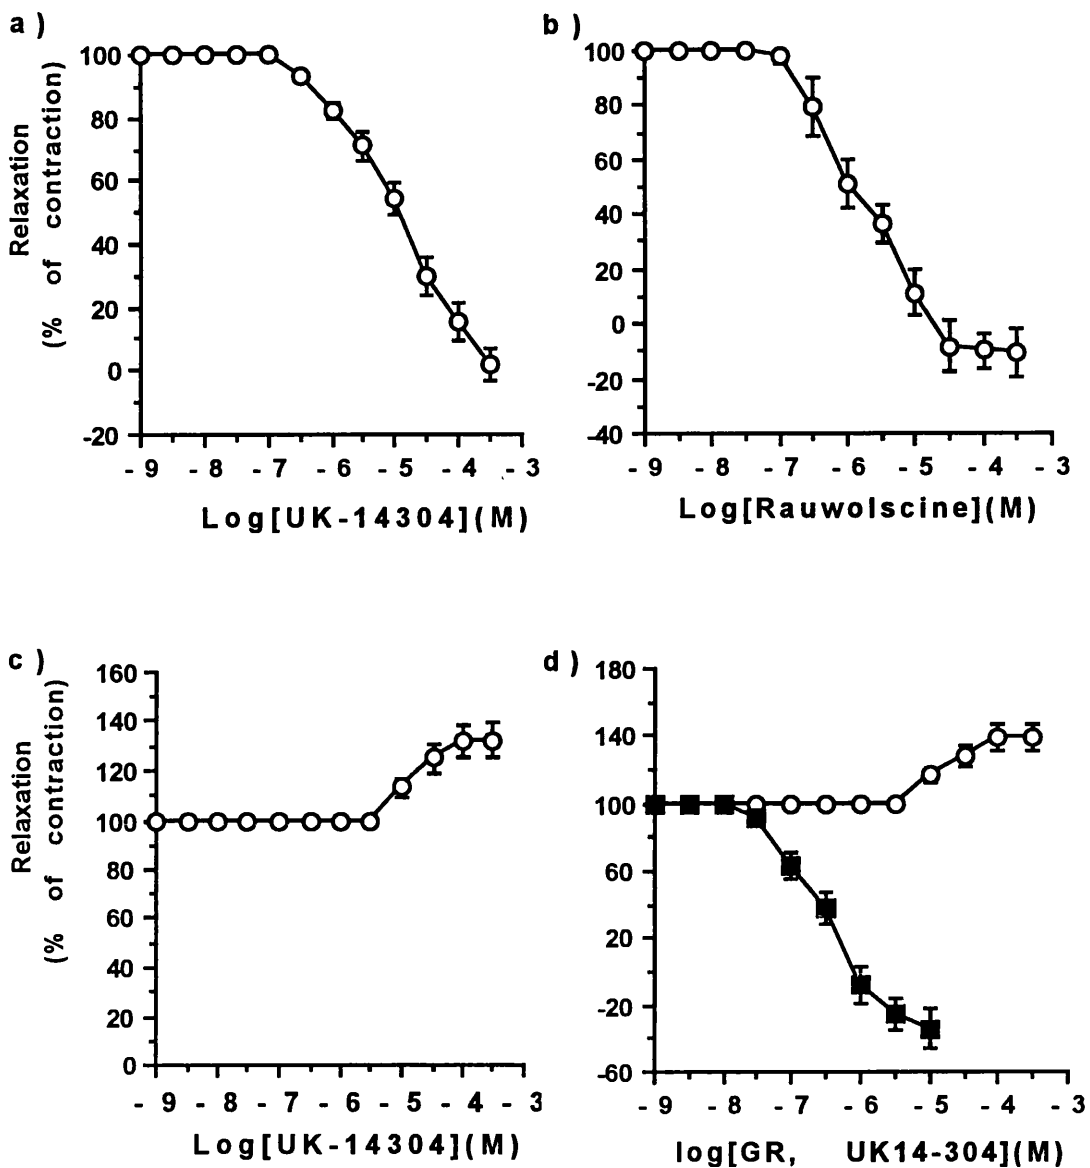 a )
Relaxation
(% of contraction)
100
80
60
40
20
0
-20
- 9 - 8 - 7 - 6 - 5 - 4 - 3
Log[UK-14304](M)
b )
100
80
60
40
20
0
-20
-40
- 9 - 8 - 7 - 6 - 5 - 4 - 3
Log[Rauwolscine](M)
c )
Relaxation
(% of contraction)
160
140
120
100
80
60
40
20
0
- 9 - 8 - 7 - 6 - 5 - 4 - 3
Log[UK-14304](M)
d )
180
140
100
60
20
-20
-60
- 9 - 8 - 7 - 6 - 5 - 4 - 3
log[GR, UK14-304](M)